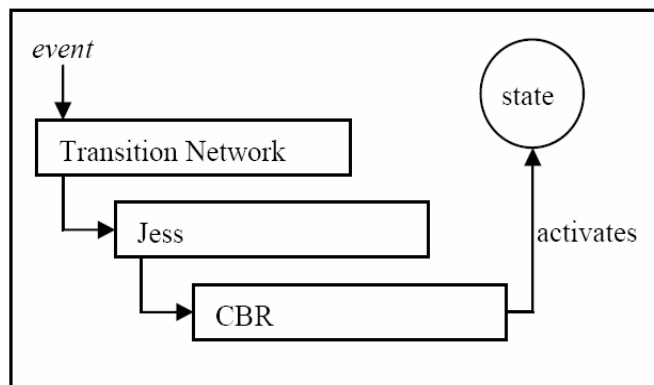 event
state
Transition Network
Jess
activates
CBR